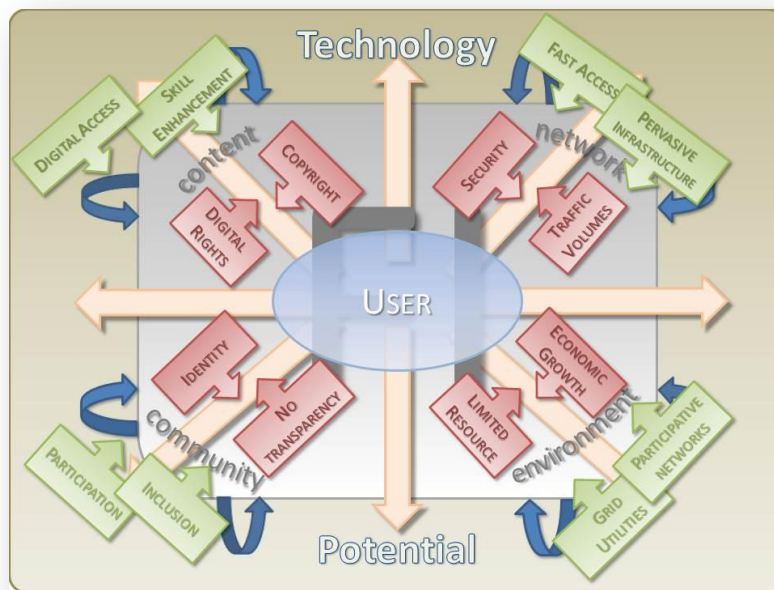 Technology
DIGITAL ACCESS
SKILL
ENHANCEMENT
content
COPYRIGHT
DIGITAL
RIGHTS
FAST ACCESS
PERVASIVE
INFRASTRUCTURE
network
SECURITY
TRAFFIC
VOLUMES
USER
IDENTITY
NO
TRANSPARENCY
community
PARTICIPATION
INCLUSION
ECONOMIC
GROWTH
LIMITED
RESOURCE
environment
PARTICIPATIVE
NETWORKS
GRID
UTILITIES
Potential